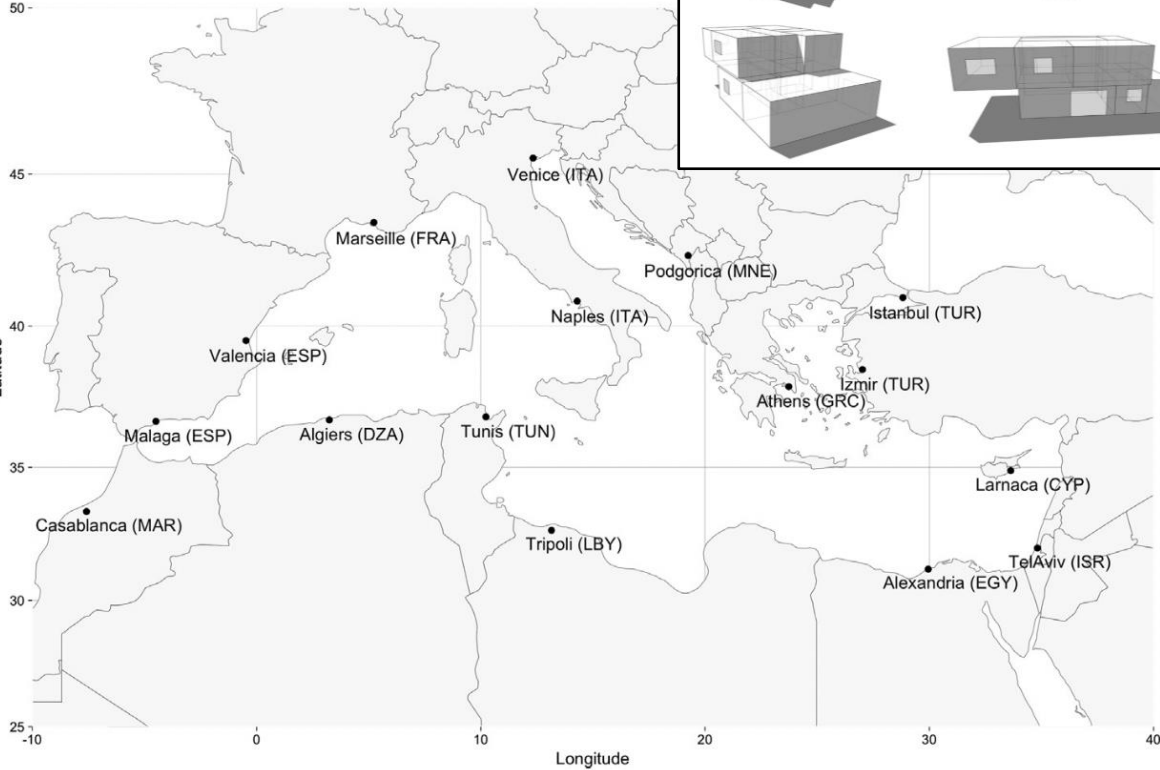 50
45
Venice (ITA)
Marseille (FRA)
Podgorica (MNE)
Naples (ITA)
Istanbul (TUR)
40
Valencia (ESP)
Izmir (TUR)
Athens (GRC)
Malaga (ESP)
Algiers (DZA)
Tunis (TUN)
35
Larnaca (CYP)
Casablanca (MAR)
Tripoli (LBY)
TelAviv (ISR)
Alexandria (EGY)
30
25
-10
0
10
20
30
40
Longitude